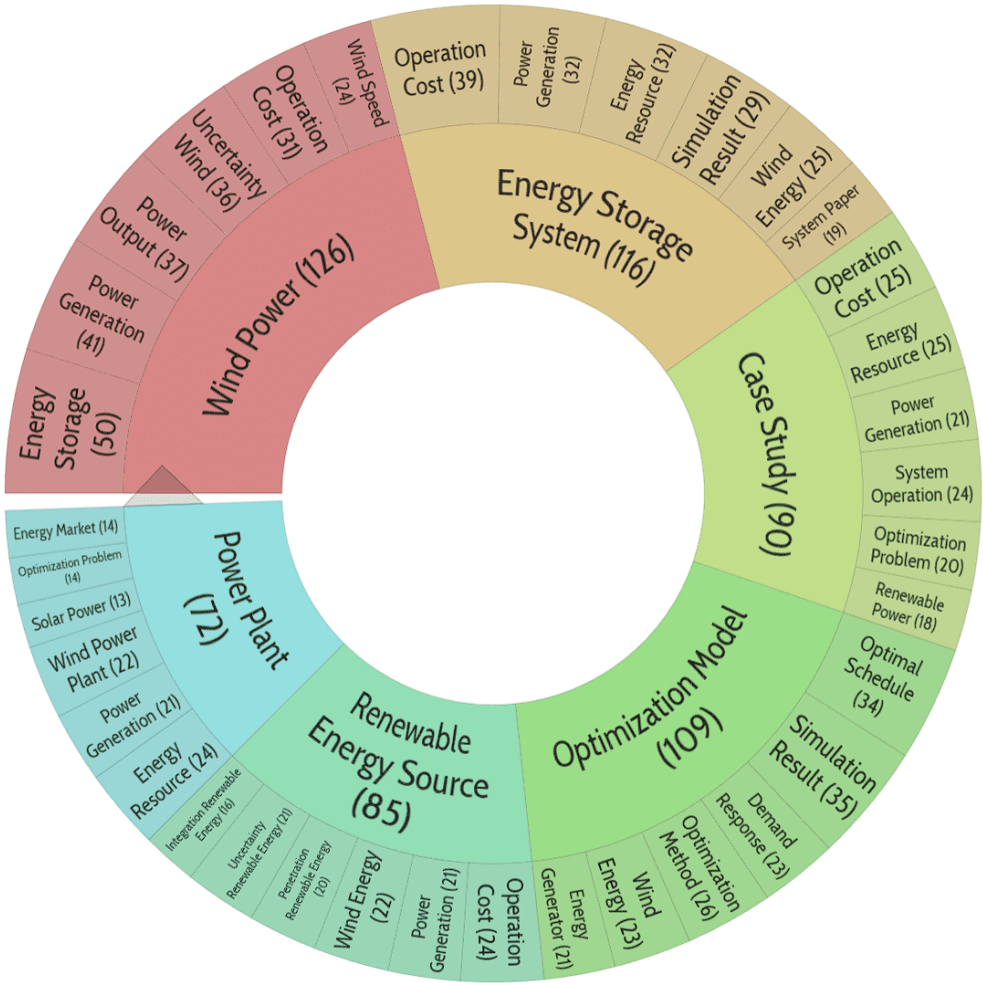 Wind Power (126)
Energy
Storage
(50)
Power
Generation
(41)
Power
Output (37)
Uncertainty
Wind (36)
Operation
Cost (31)
Wind Speed
(24)
Energy Storage
System (116)
Operation
Cost (39)
Power
Generation
(32)
Energy
Resource (32)
Simulation
Result (29)
Wind
Energy (25)
System Paper
(19)
Case Study (90)
Operation
Cost (25)
Energy
Resource (25)
Power
Generation (21)
System
Operation (24)
Optimization
Problem (20)
Renewable
Power (18)
Optimization Model
(109)
Optimal
Schedule
(34)
Simulation
Result (35)
Demand
Response (23)
Optimization
Method (26)
Wind
Energy (23)
Energy
Generator (21)
Renewable
Energy Source
(85)
Operation
Cost (24)
Power
Generation (21)
Wind Energy
(22)
Penetration
Renewable Energy
(20)
Uncertainty
Renewable Energy (21)
Integration Renewable
Energy (16)
Power Plant
(72)
Energy
Resource (24)
Power
Generation (21)
Wind Power
Plant (22)
Solar Power (13)
Optimization Problem
(14)
Energy Market (14)